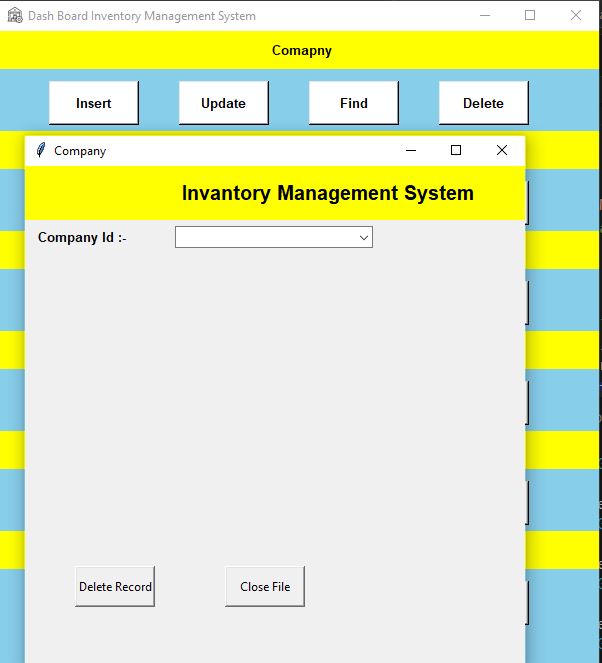 Dash Board Inventory Management System
Comapny
Insert Update Find Delete
Company
Invantory Management System
Company Id :-
Delete Record Close File